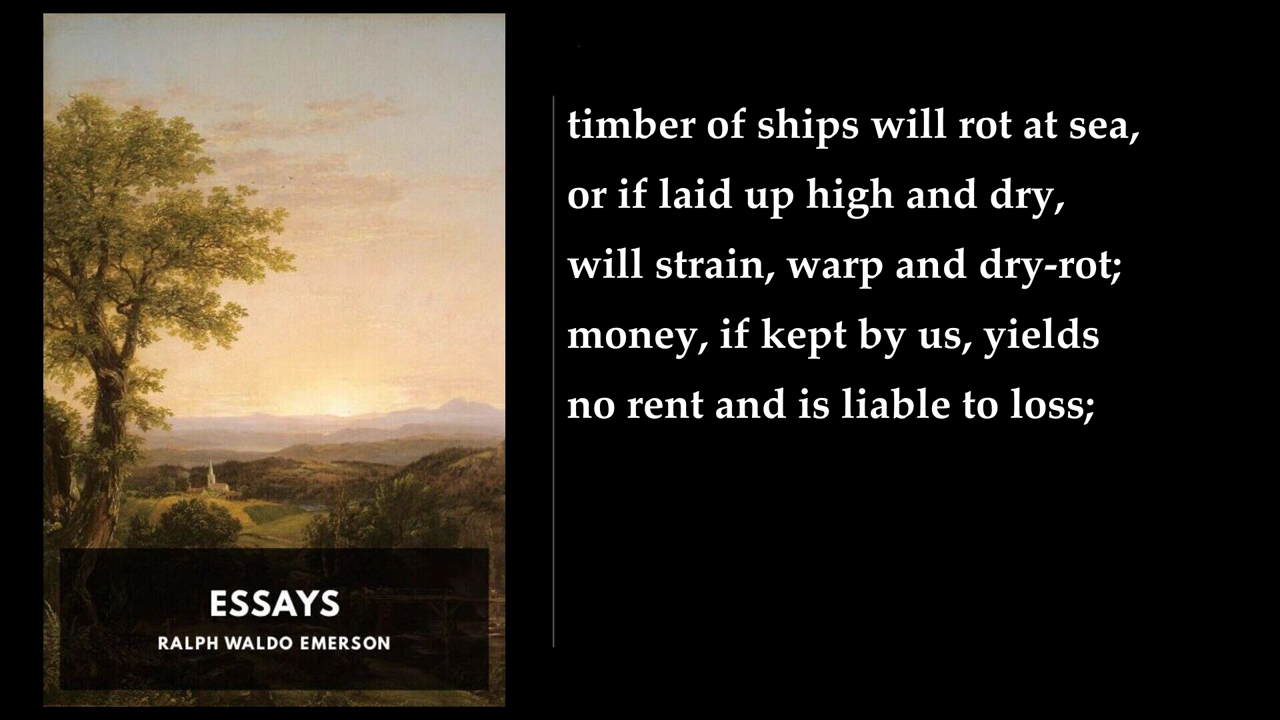 timber of ships will rot at sea,
or if laid up high and dry,
will strain, warp and dry-rot;
money, if kept by us, yields
no rent and is liable to loss;
ESSAYS
RALPH WALDO EMERSON